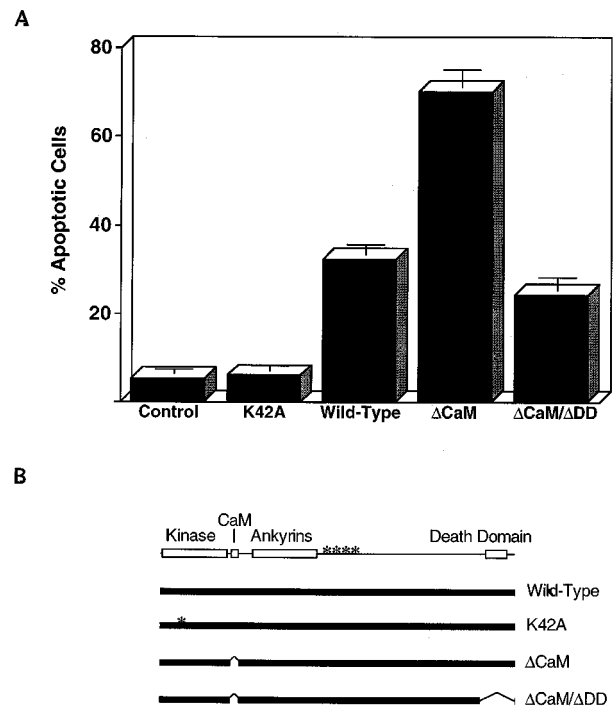 A
% Apoptotic Cells
80
60
40
20
Control K42A Wild-Type ΔCaM ΔCaM/ΔDD
B
CaM
Kinase Ankyrins Death Domain
****
Wild-Type
*
K42A
ΔCaM
ΔCaM/ΔDD